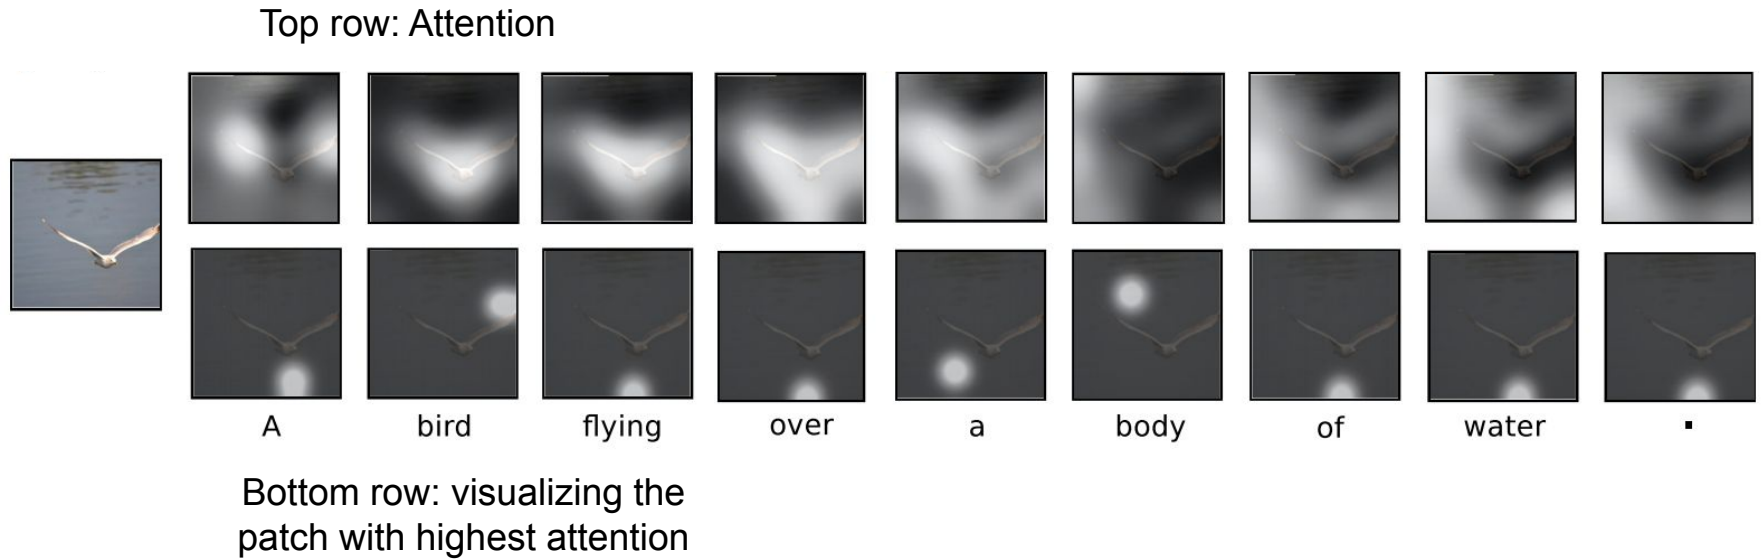 Top row: Attention
A bird flying over a body of water .
Bottom row: visualizing the
patch with highest attention